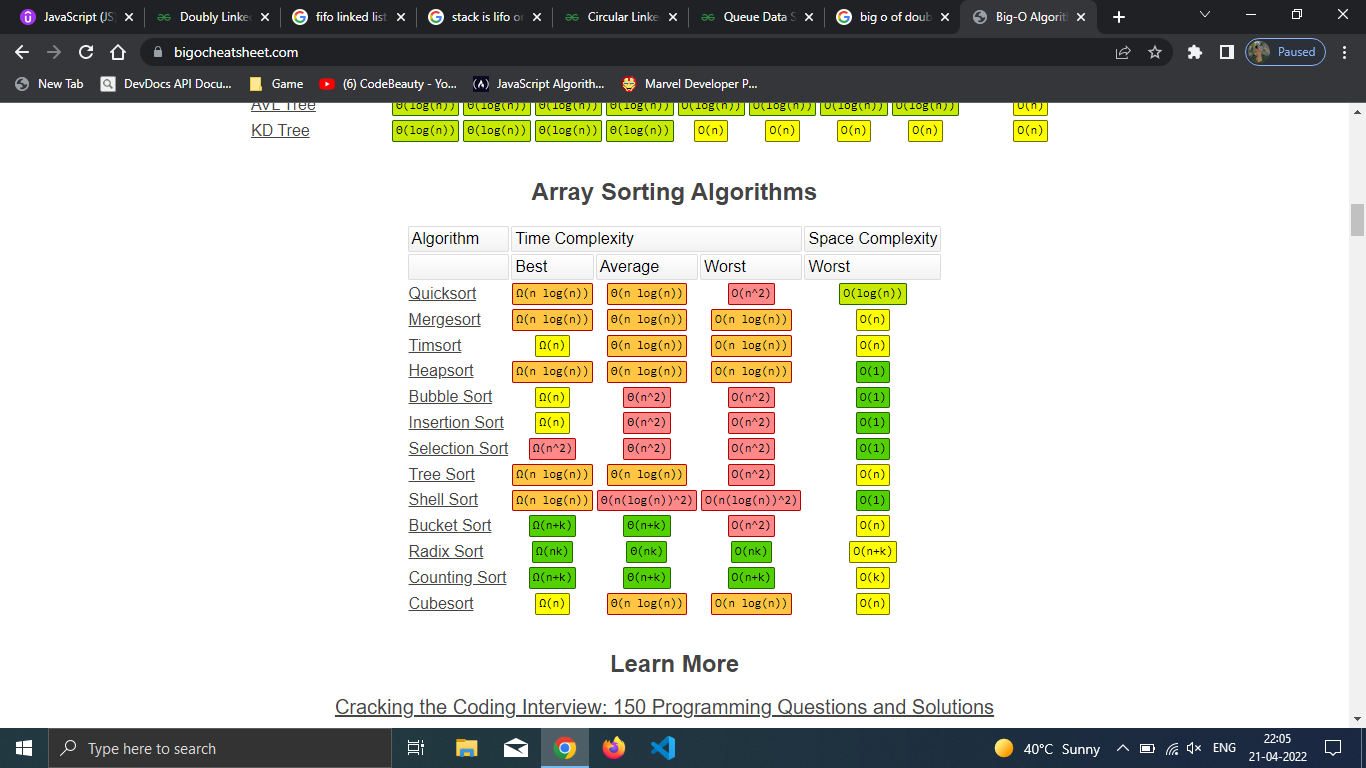 JavaScript (JS
Doubly Linke
fifo linked list
stack is lifo or
Circular Linke
Queue Data S
big o of doub
Big-O Algorit
bigocheatsheet.com
Paused
New Tab
DevDocs API Docu...
Game
(6) CodeBeauty - Yo...
JavaScript Algorith...
Marvel Developer P...
AVL Tree Θ(log(n)) Θ(log(n)) Θ(log(n)) Θ(log(n)) O(log(n)) O(log(n)) O(log(n)) O(log(n)) O(n)
KD Tree Θ(log(n)) Θ(log(n)) Θ(log(n)) Θ(log(n)) O(n) O(n) O(n) O(n) O(n)
Array Sorting Algorithms
Algorithm Time Complexity Space Complexity
Best Average Worst Worst
Quicksort Ω(n log(n)) Θ(n log(n)) O(n^2) O(log(n))
Mergesort Ω(n log(n)) Θ(n log(n)) O(n log(n)) O(n)
Timsort Ω(n) Θ(n log(n)) O(n log(n)) O(n)
Heapsort Ω(n log(n)) Θ(n log(n)) O(n log(n)) O(1)
Bubble Sort Ω(n) Θ(n^2) O(n^2) O(1)
Insertion Sort Ω(n) Θ(n^2) O(n^2) O(1)
Selection Sort Ω(n^2) Θ(n^2) O(n^2) O(1)
Tree Sort Ω(n log(n)) Θ(n log(n)) O(n^2) O(n)
Shell Sort Ω(n log(n)) Θ(n(log(n))^2) O(n(log(n))^2) O(1)
Bucket Sort Ω(n+k) Θ(n+k) O(n^2) O(n)
Radix Sort Ω(nk) Θ(nk) O(nk) O(n+k)
Counting Sort Ω(n+k) Θ(n+k) O(n+k) O(k)
Cubesort Ω(n) Θ(n log(n)) O(n log(n)) O(n)
Learn More
Cracking the Coding Interview: 150 Programming Questions and Solutions
Type here to search
40°C Sunny
ENG
22:05
21-04-2022